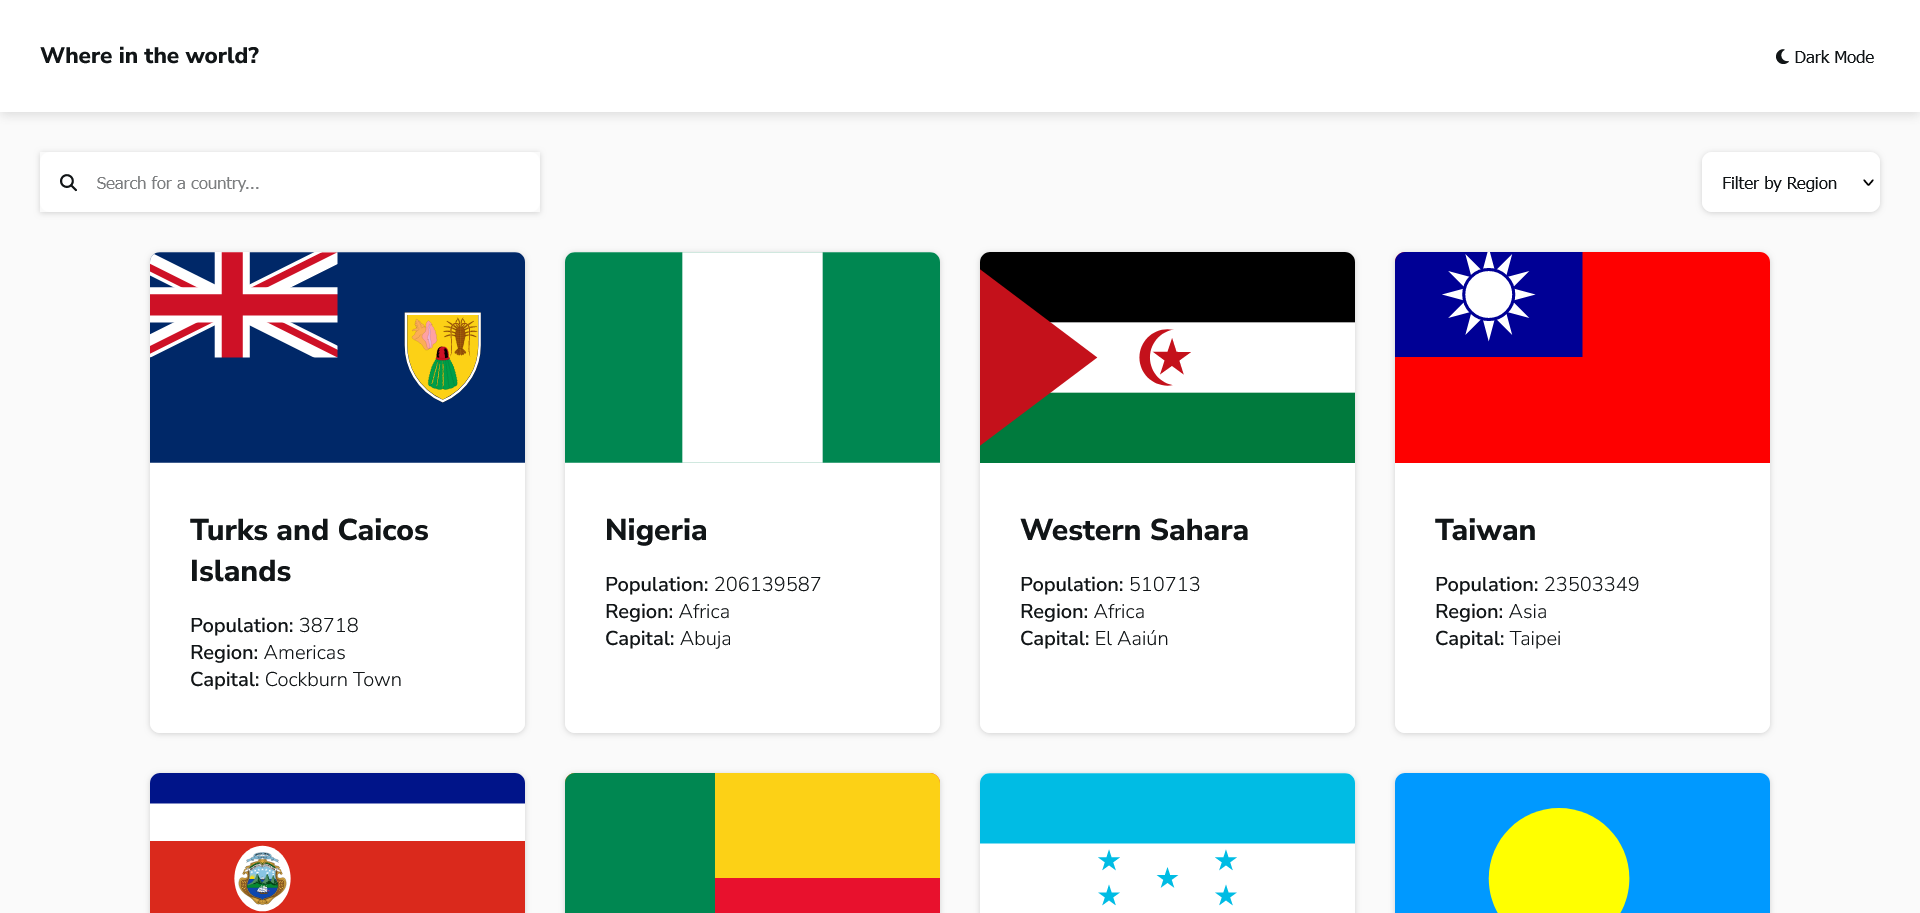 Where in the world?
Dark Mode
Search for a country...
Filter by Region
Turks and Caicos
Islands
Population: 38718
Region: Americas
Capital: Cockburn Town
Nigeria
Population: 206139587
Region: Africa
Capital: Abuja
Western Sahara
Population: 510713
Region: Africa
Capital: El Aaiún
Taiwan
Population: 23503349
Region: Asia
Capital: Taipei